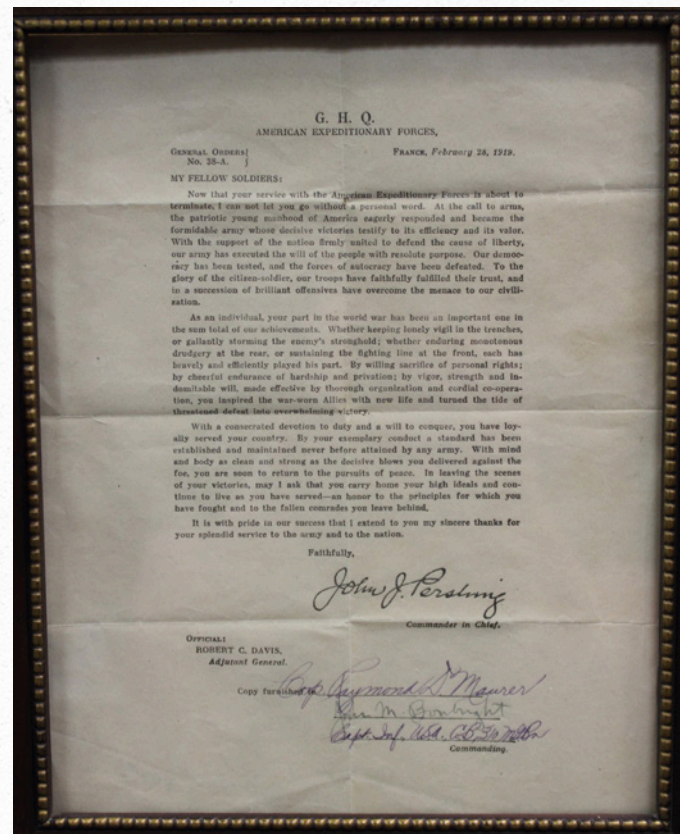 G. H. Q.
AMERICAN EXPEDITIONARY FORCES,
GENERAL ORDERS
No. 38-A.
FRANCE, February 28, 1919.
MY FELLOW SOLDIERS:
Now that your service with the American Expeditionary Forces is about to
terminate, I can not let you go without a personal word. At the call to arms,
the patriotic young manhood of America eagerly responded and became the
formidable army whose decisive victories testify to its efficiency and its valor.
With the support of the nation firmly united to defend the cause of liberty,
our army has executed the will of the people with resolute purpose. Our democ-
racy has been tested, and the forces of autocracy have been defeated. To the
glory of the citizen-soldier, our troops have faithfully fulfilled their trust, and
in a succession of brilliant offensives have overcome the menace to our civili-
zation.
As an individual, your part in the world war has been an important one in
the sum total of our achievements. Whether keeping lonely vigil in the trenches,
or gallantly storming the enemy's stronghold; whether enduring monotonous
drudgery at the rear, or sustaining the fighting line at the front, each has
bravely and efficiently played his part. By willing sacrifice of personal rights;
by cheerful endurance of hardship and privation; by vigor, strength and in-
domitable will, made effective by thorough organization and cordial co-opera-
tion, you inspired the war-worn Allies with new life and turned the tide of
threatened defeat into overwhelming victory.
With a consecrated devotion to duty and a will to conquer, you have loy-
ally served your country. By your exemplary conduct a standard has been
established and maintained never before attained by any army. With mind
and body as clean and strong as the decisive blows you delivered against the
foe, you are soon to return to the pursuits of peace. In leaving the scenes
of your victories, may I ask that you carry home your high ideals and con-
tinue to live as you have served—an honor to the principles for which you
have fought and to the fallen comrades you leave behind.
It is with pride in our success that I extend to you my sincere thanks for
your splendid service to the army and to the nation.
Faithfully,
John J. Pershing
Commander in Chief.
OFFICIAL:
ROBERT C. DAVIS,
Adjutant General.
Copy furnished to Corp. Raymond D. Maurer
M. Bonbright
Capt. Inf. U.S.A.
Commanding.